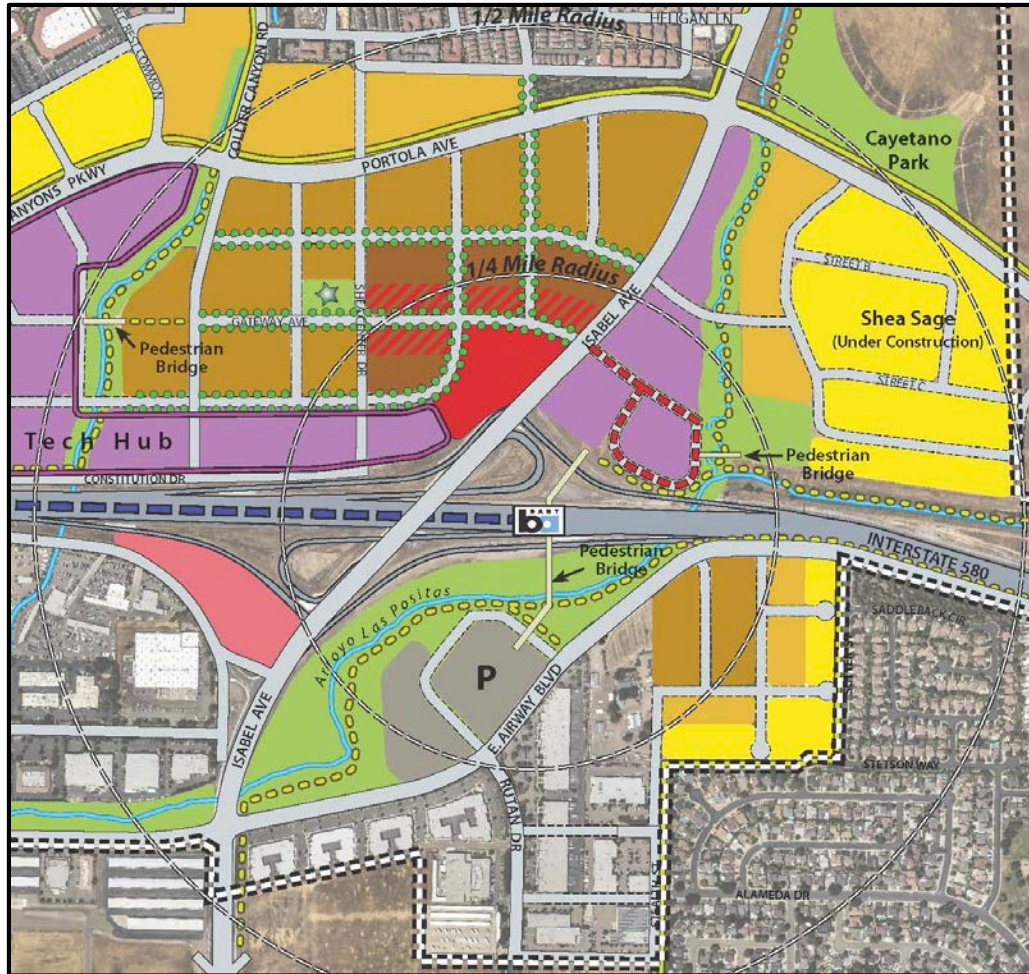 1/2 Mile Radius
HELIGAN LN
COLLIER CANYON RD
Cayetano
Park
PORTOLA AVE
CANYONS PKWY
STREET B
1/4 Mile Radius
ISABEL AVE
SHEA CENTER DR
GATEWAY AVE
Shea Sage
(Under Construction)
Pedestrian
Bridge
STREET C
Tech Hub
Pedestrian
Bridge
CONSTITUTION DR
BART
INTERSTATE 580
Pedestrian
Bridge
SADDLEBACK CIR
Arroyo Las Positas
P
E. AIRWAY BLVD
ISABEL AVE
STETSON WAY
RUTAN DR
ALAMEDA DR